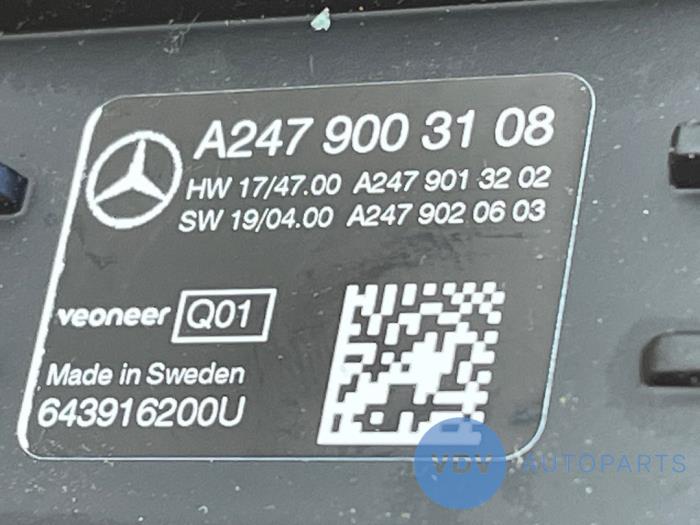 A247 900 31 08
HW 17/47.00 A247 901 32 02
SW 19/04.00 A247 902 06 03
veoneer Q01
Made in Sweden
643916200U
VDV AUTOPARTS